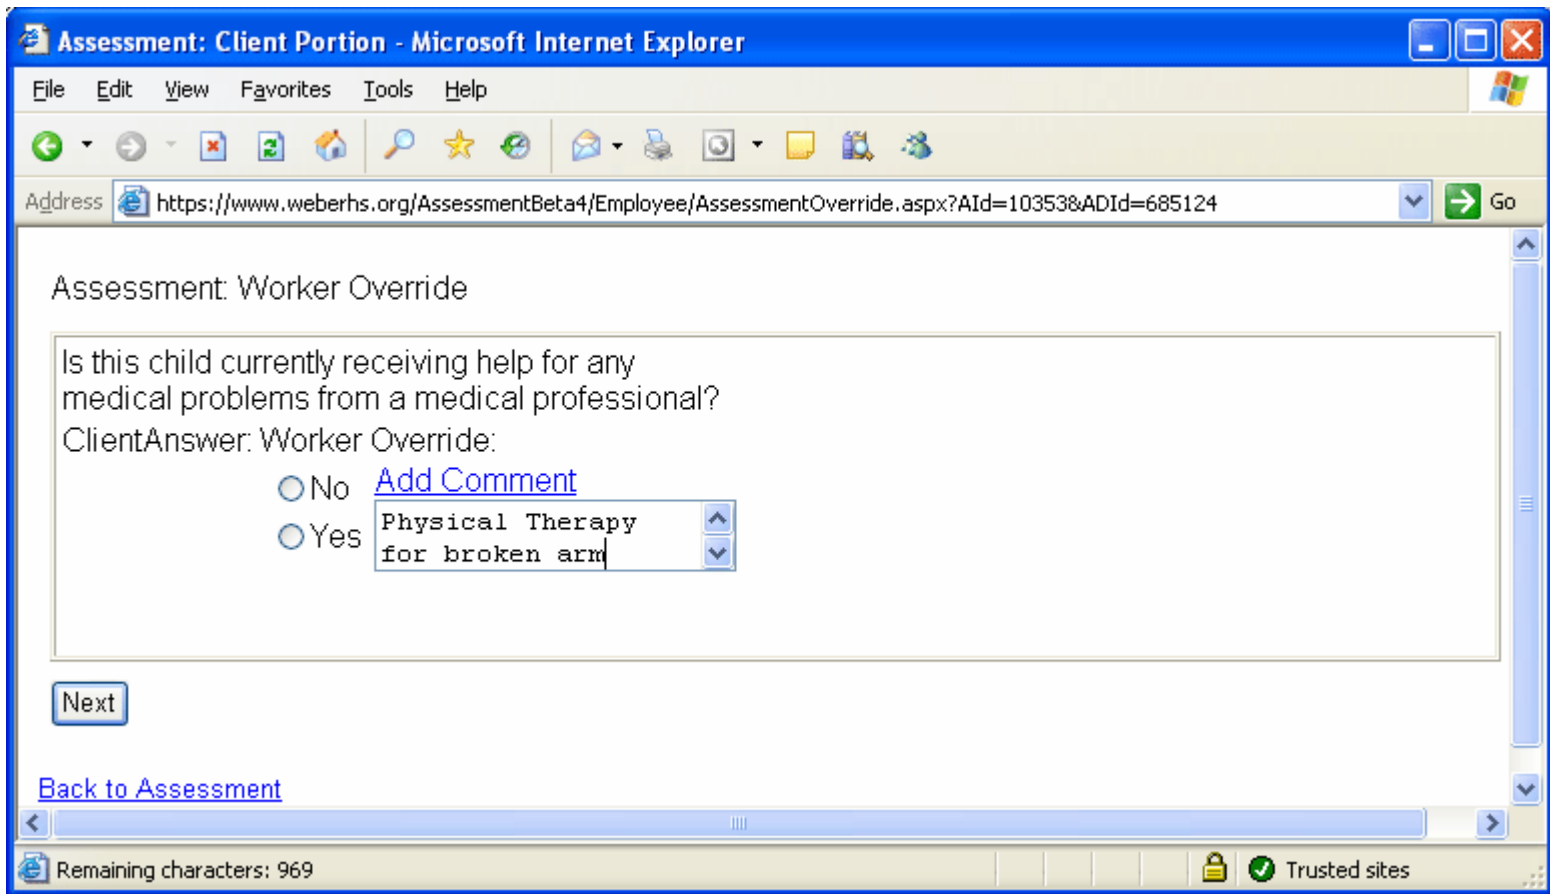 Assessment: Client Portion - Microsoft Internet Explorer
File Edit View Favorites Tools Help
Address https://www.weberhs.org/AssessmentBeta4/Employee/AssessmentOverride.aspx?AId=10353&ADId=685124 Go
Assessment: Worker Override
Is this child currently receiving help for any
medical problems from a medical professional?
ClientAnswer: Worker Override:
No Add Comment
Yes
Physical Therapy
for broken arm
Next
Back to Assessment
Remaining characters: 969 Trusted sites